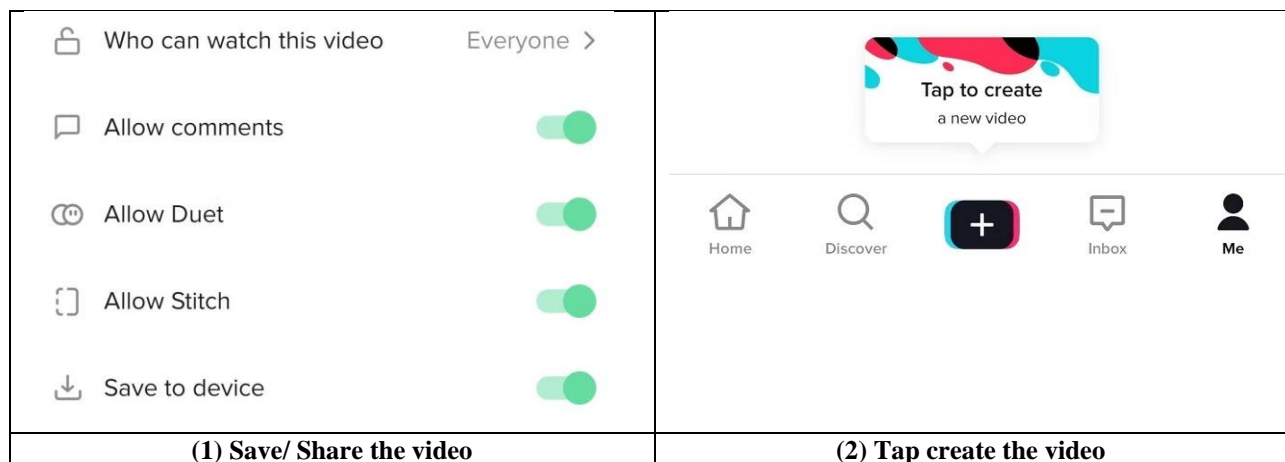 Who can watch this video Everyone >
Allow comments
Allow Duet
Allow Stitch
Save to device
(1) Save/ Share the video
Tap to create
a new video
Home Discover Inbox Me
(2) Tap create the video